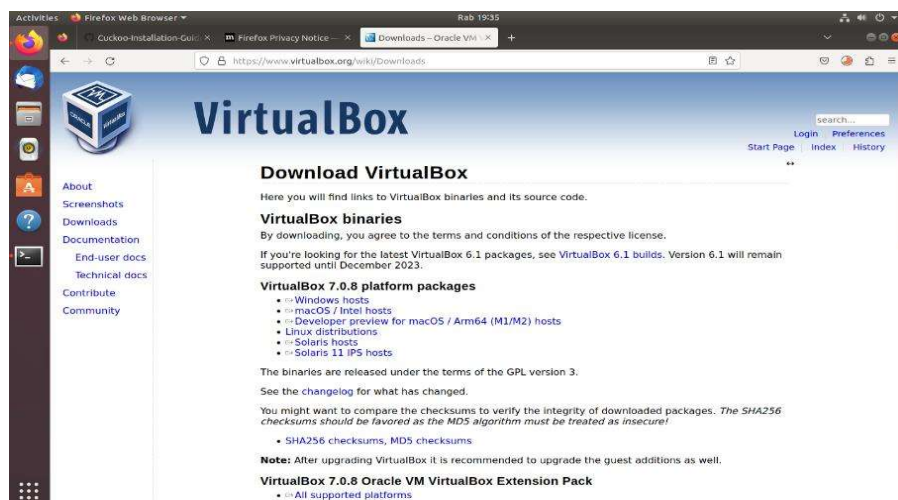 Activities
Firefox Web Browser
Rab 19:35
Cuckoo-Installation-Guid
Firefox Privacy Notice —
Downloads – Oracle VM V
https://www.virtualbox.org/wiki/Downloads
VirtualBox
search...
Login Preferences
Start Page Index History
About
Screenshots
Downloads
Documentation
End-user docs
Technical docs
Contribute
Community
Download VirtualBox
Here you will find links to VirtualBox binaries and its source code.
VirtualBox binaries
By downloading, you agree to the terms and conditions of the respective license.
If you're looking for the latest VirtualBox 6.1 packages, see VirtualBox 6.1 builds. Version 6.1 will remain
supported until December 2023.
VirtualBox 7.0.8 platform packages
Windows hosts
macOS / Intel hosts
Developer preview for macOS / Arm64 (M1/M2) hosts
Linux distributions
Solaris hosts
Solaris 11 IPS hosts
The binaries are released under the terms of the GPL version 3.
See the changelog for what has changed.
You might want to compare the checksums to verify the integrity of downloaded packages. The SHA256
checksums should be favored as the MD5 algorithm must be treated as insecure!
SHA256 checksums, MD5 checksums
Note: After upgrading VirtualBox it is recommended to upgrade the guest additions as well.
VirtualBox 7.0.8 Oracle VM VirtualBox Extension Pack
All supported platforms